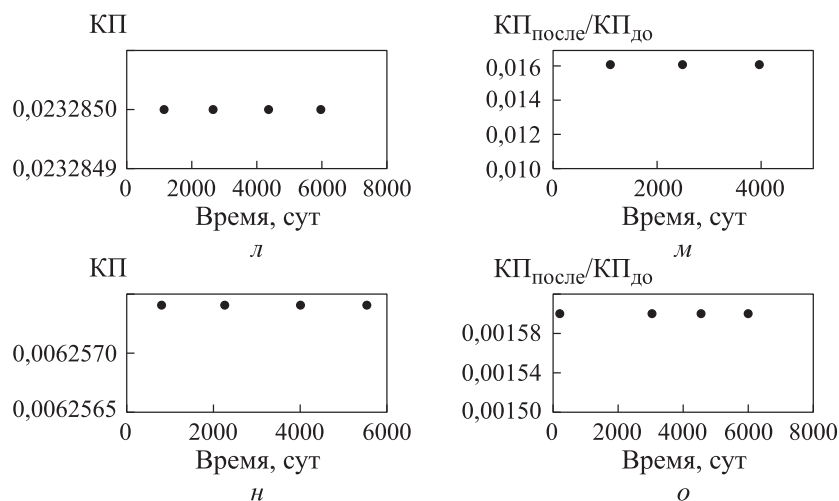 КП
0,0232850
0,0232849
0 2000 4000 6000 8000
Время, сут
л
КПпосле/КПдо
0,016
0,014
0,012
0,010
0 2000 4000
Время, сут
м
КП
0,0062570
0,0062565
0 2000 4000 6000
Время, сут
н
КПпосле/КПдо
0,00158
0,00154
0,00150
0 2000 4000 6000 8000
Время, сут
о